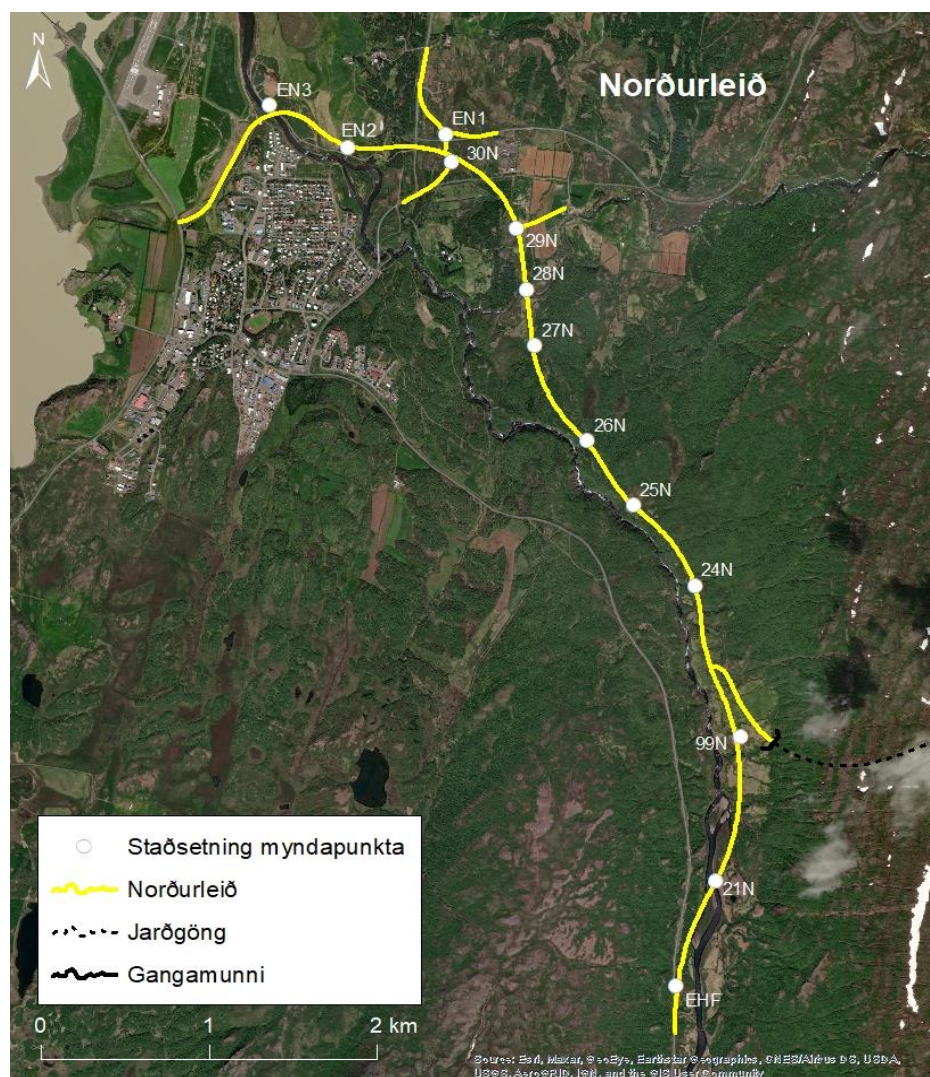 N
Norðurleið
EN3
EN2
EN1
30N
29N
28N
27N
26N
25N
24N
99N
21N
EHF
Staðsetning myndapunkta
Norðurleið
Jarðgöng
Gangamunni
0 1 2 km
Source: Esri, Maxar, GeoEye, Earthstar Geographics, CNES/Airbus DS, USDA,
USGS, AeroGRID, IGN, and the GIS User Community